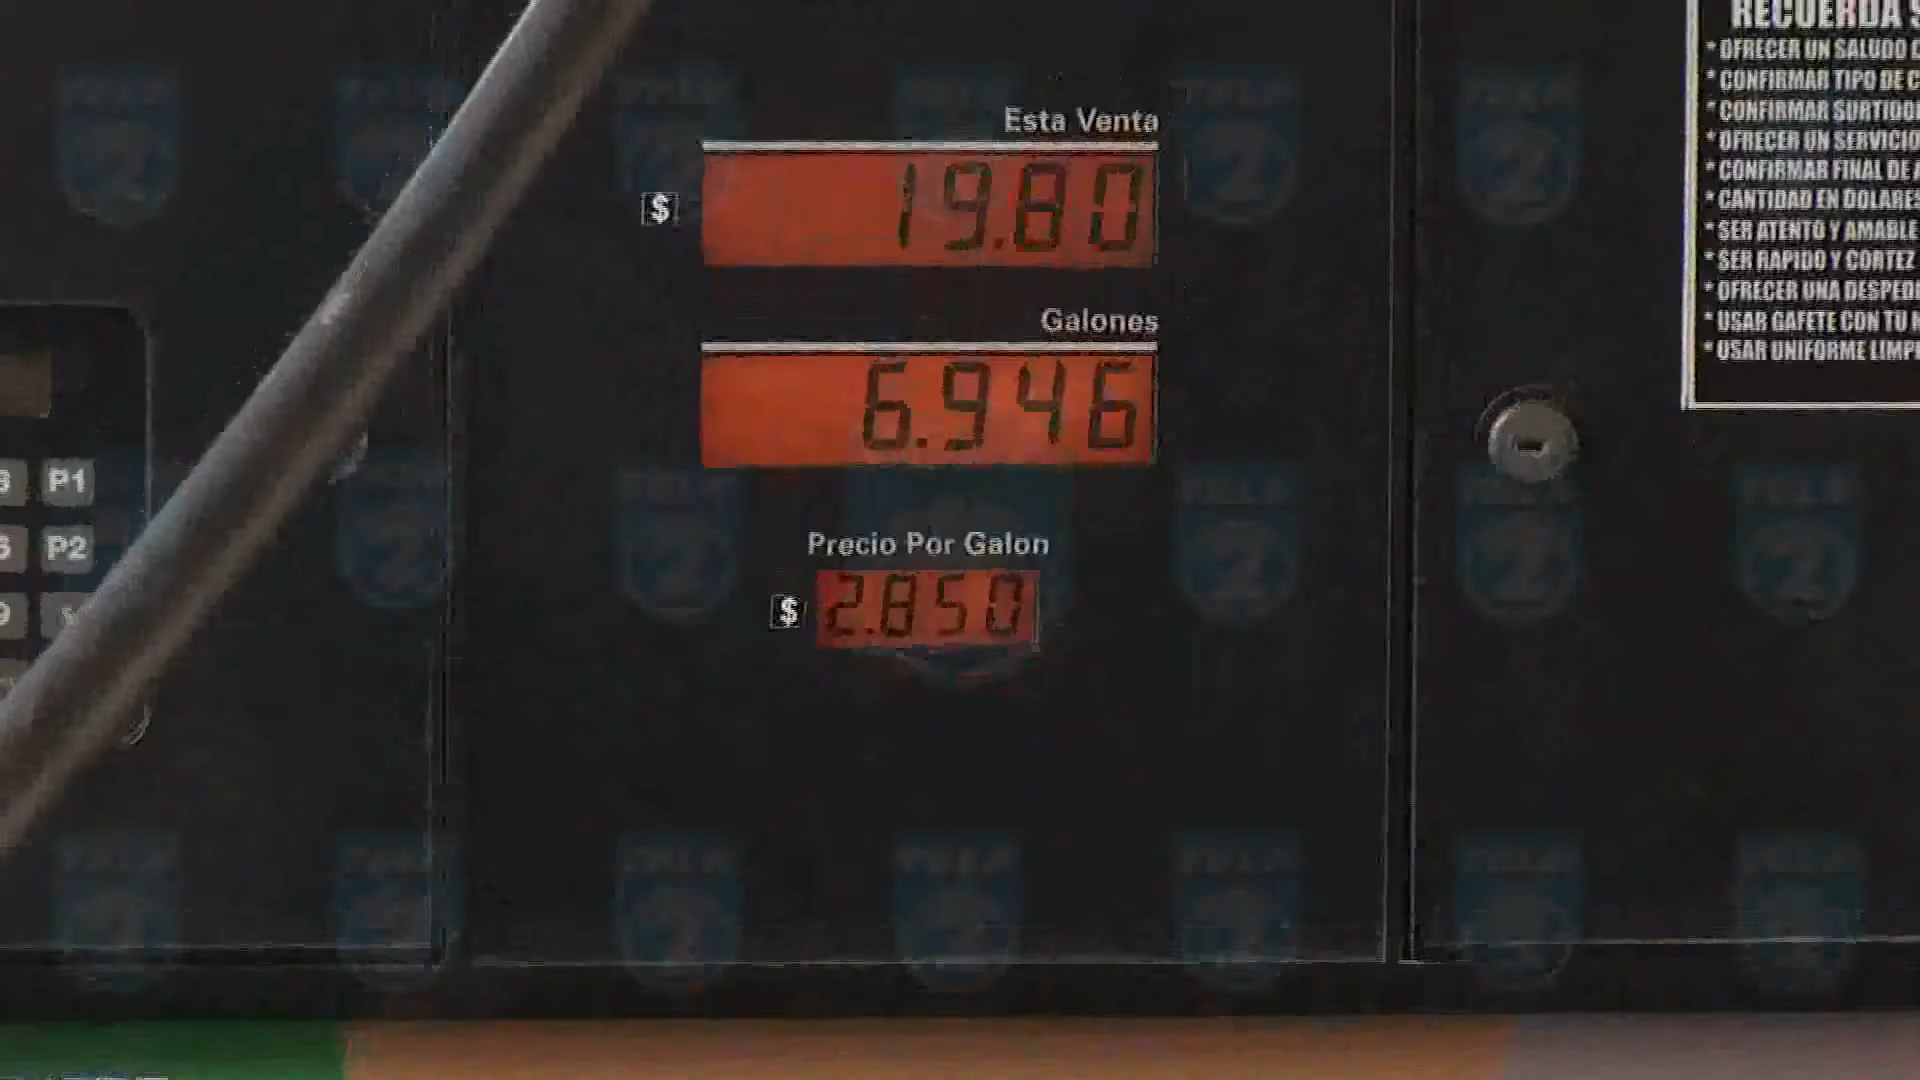 Esta Venta
$ 19.80
Galones
6.946
Precio Por Galon
$ 2.850
P1
P2
RECUERDA
* OFRECER UN SALUDO
* CONFIRMAR TIPO DE
* CONFIRMAR SURTIDO
* OFRECER UN SERVICIO
* CONFIRMAR FINAL DE
* CANTIDAD EN DOLARES
* SER ATENTO Y AMABLE
* SER RAPIDO Y CORTEZ
* OFRECER UNA DESPEDI
* USAR GAFETE CON TU
* USAR UNIFORME LIMPI